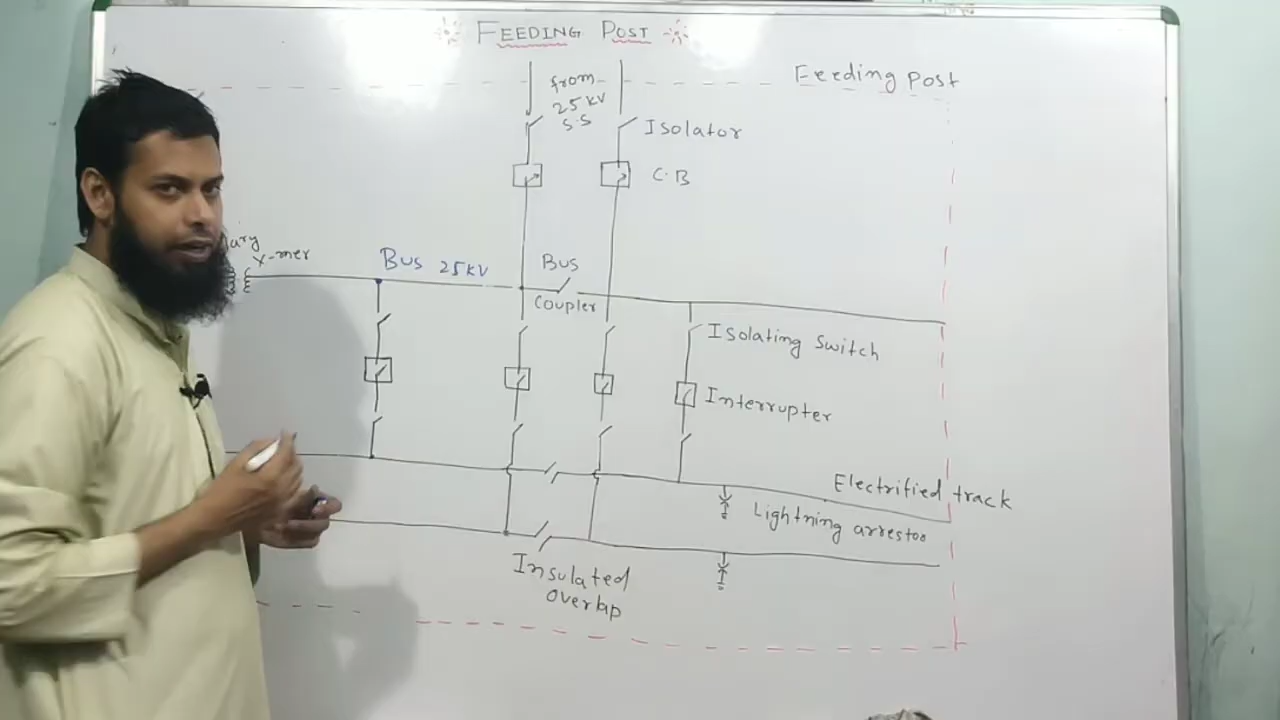 FEEDING POST
Feeding post
from
25 KV
S.S
Isolator
C.B
X-mer
Bus 25KV
Bus
Coupler
Isolating switch
Interrupter
Electrified track
Lightning arrestoo
Insulated
overlap